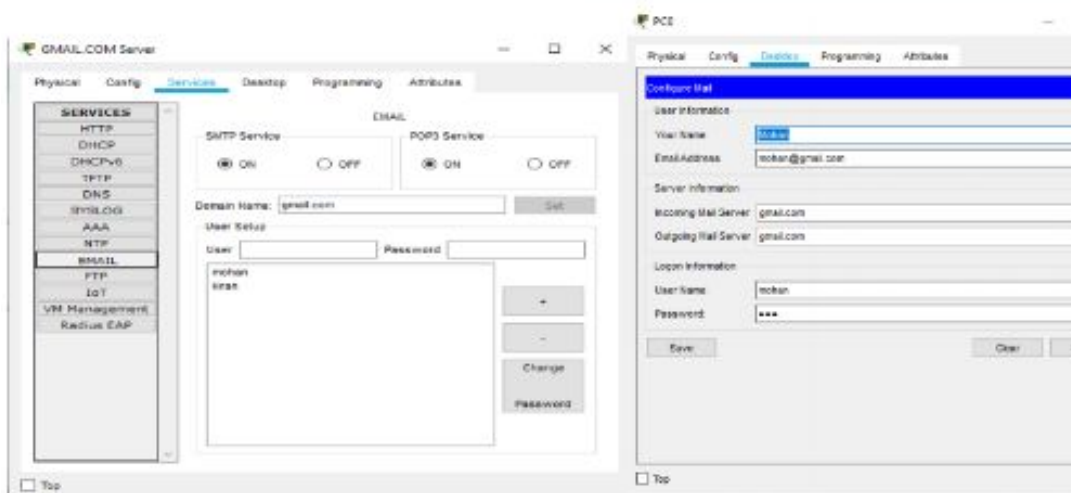 GMAIL.COM Server
Physical Config Services Desktop Programming Attributes
SERVICES
HTTP
DHCP
DHCPv6
TFTP
DNS
SYSLOG
AAA
NTP
EMAIL
FTP
IoT
VM Management
Radius EAP
EMAIL
SMTP Service
ON OFF
POP3 Service
ON OFF
Domain Name: gmail.com Set
User Setup
User Password
mohan
kiran
+
-
Change
Password
Top
PC0
Physical Config Desktop Programming Attributes
Configure Mail
User Information
Your Name Mohan
Email Address mohan@gmail.com
Server Information
Incoming Mail Server gmail.com
Outgoing Mail Server gmail.com
Logon Information
User Name mohan
Password: •••
Save Clear
Top